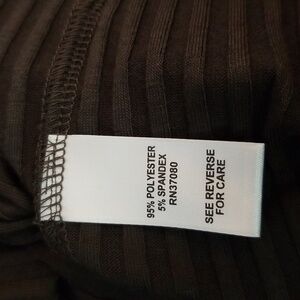 95% POLYESTER
5% SPANDEX
RN37080
SEE REVERSE
FOR CARE